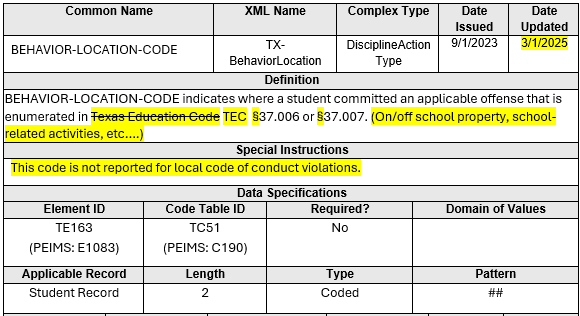 Common Name XML Name Complex Type Date Issued Date Updated
BEHAVIOR-LOCATION-CODE TX-BehaviorLocation DisciplineAction Type 9/1/2023 3/1/2025
Definition
BEHAVIOR-LOCATION-CODE indicates where a student committed an applicable offense that is
enumerated in Texas Education Code TEC §37.006 or §37.007. (On/off school property, school-
related activities, etc....)
Special Instructions
This code is not reported for local code of conduct violations.
Data Specifications
Element ID Code Table ID Required? Domain of Values
TE163 TC51 No
(PEIMS: E1083) (PEIMS: C190)
Applicable Record Length Type Pattern
Student Record 2 Coded ##